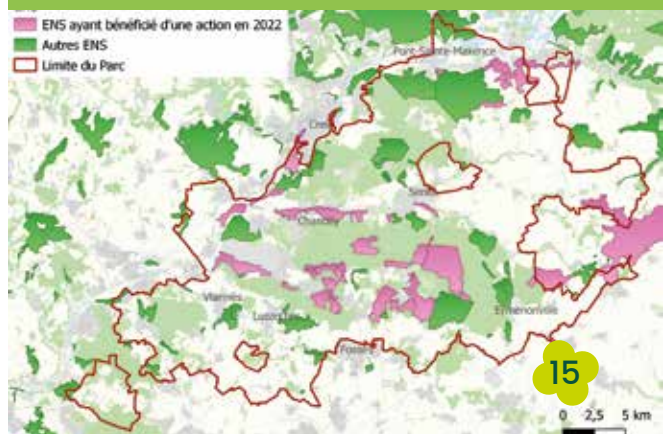 ENS ayant bénéficié d'une action en 2022
Autres ENS
Limite du Parc
Pont-Sainte-Maxence
Creil
Senlis
Chantilly
Viarmes
Luzarches
Ermenonville
Fosses
15
0 2,5 5 km